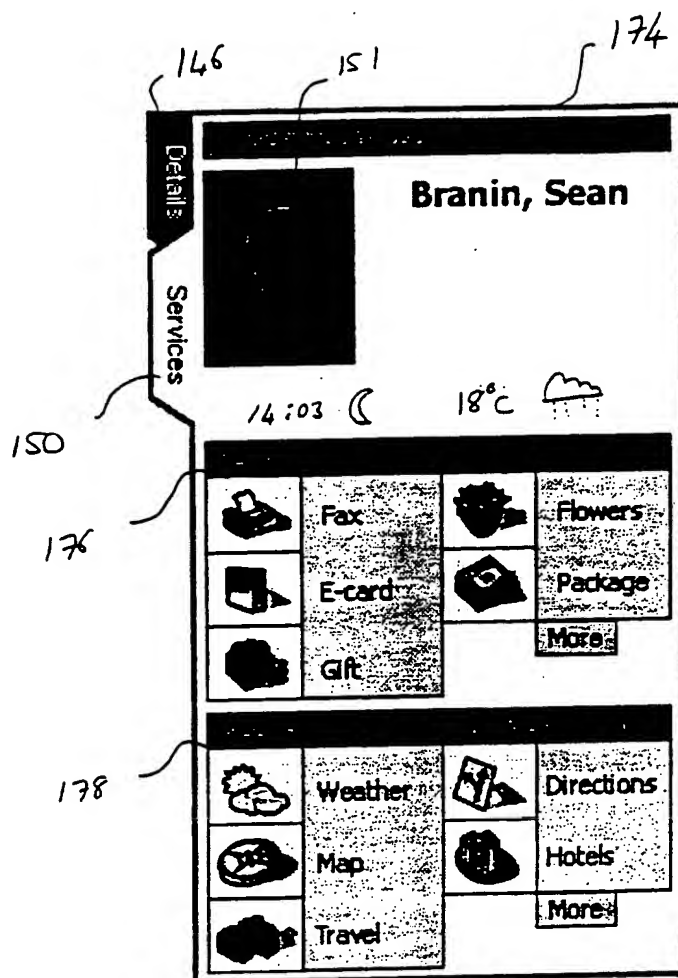 146
151
174
Details
Branin, Sean
Services
14:03
18°C
150
176
Fax
Flowers
E-card
Package
Gift
More
178
Weather
Directions
Map
Hotels
Travel
More